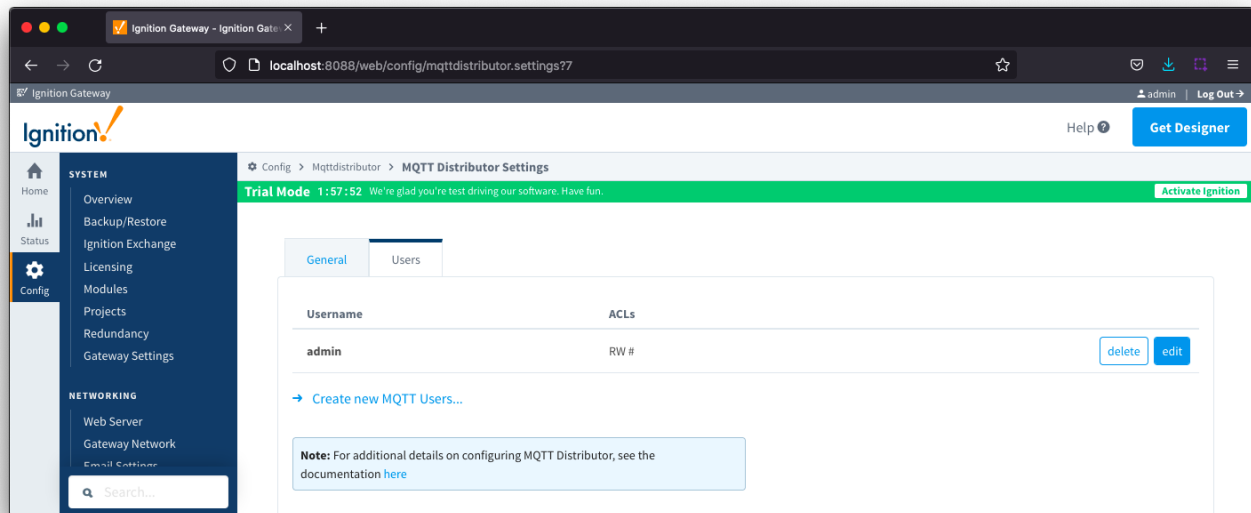 Ignition Gateway - Ignition Gate
localhost:8088/web/config/mqttdistributor.settings?7
Ignition Gateway
admin | Log Out
Ignition!
Help
Get Designer
Home
Status
Config
SYSTEM
Overview
Backup/Restore
Ignition Exchange
Licensing
Modules
Projects
Redundancy
Gateway Settings
NETWORKING
Web Server
Gateway Network
Email Settings
Search...
Config > Mqttdistributor > MQTT Distributor Settings
Trial Mode 1:57:52 We're glad you're test driving our software. Have fun.
Activate Ignition
General
Users
Username ACLs
admin RW # delete edit
Create new MQTT Users...
Note: For additional details on configuring MQTT Distributor, see the
documentation here